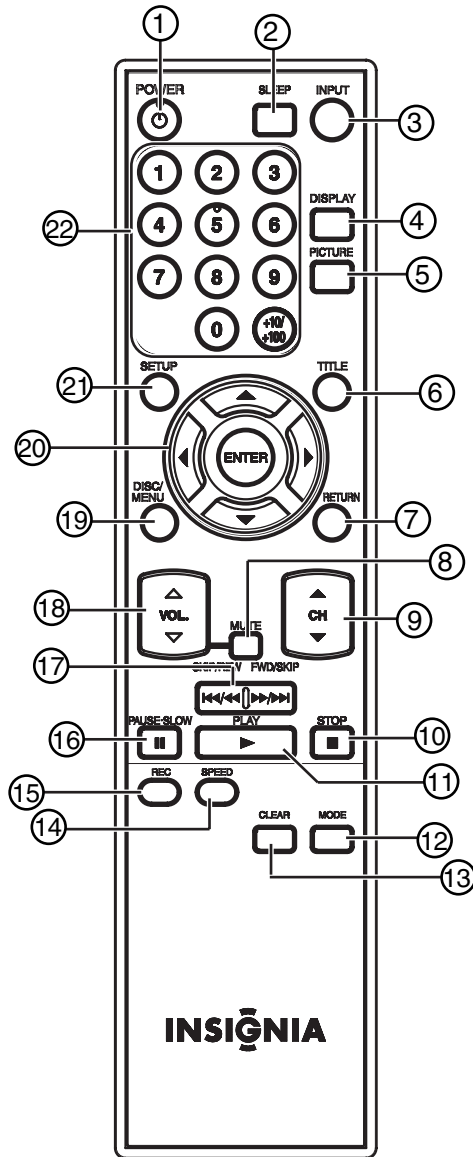 1
2
POWER
SLEEP
INPUT
3
1 2 3
DISPLAY
4
22
4 5 6
PICTURE
5
7 8 9
0 +10/
+100
SETUP
TITLE
21
6
20
ENTER
DISC/
MENU
RETURN
19
7
8
18
VOL.
MUTE
CH
9
17
SKIP/REW FWD/SKIP
PAUSE·SLOW
PLAY
STOP
16
10
11
REC
SPEED
15
14
CLEAR
MODE
12
13
INSIGNIA